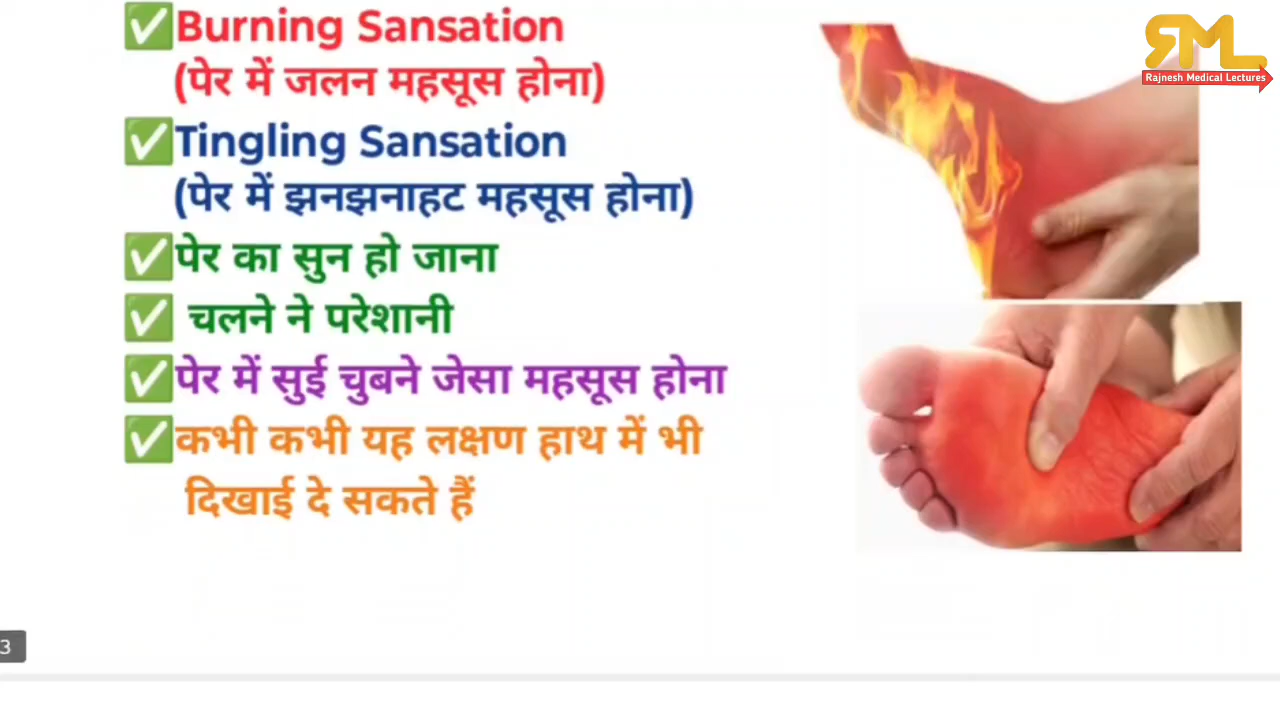 ✅Burning Sansation
(पेर में जलन महसूस होना)
✅Tingling Sansation
(पेर में झनझनाहट महसूस होना)
✅पेर का सुन हो जाना
✅ चलने ने परेशानी
✅पेर में सुई चुबने जेसा महसूस होना
✅कभी कभी यह लक्षण हाथ में भी
दिखाई दे सकते हैं
RML
Rajnesh Medical Lectures
3